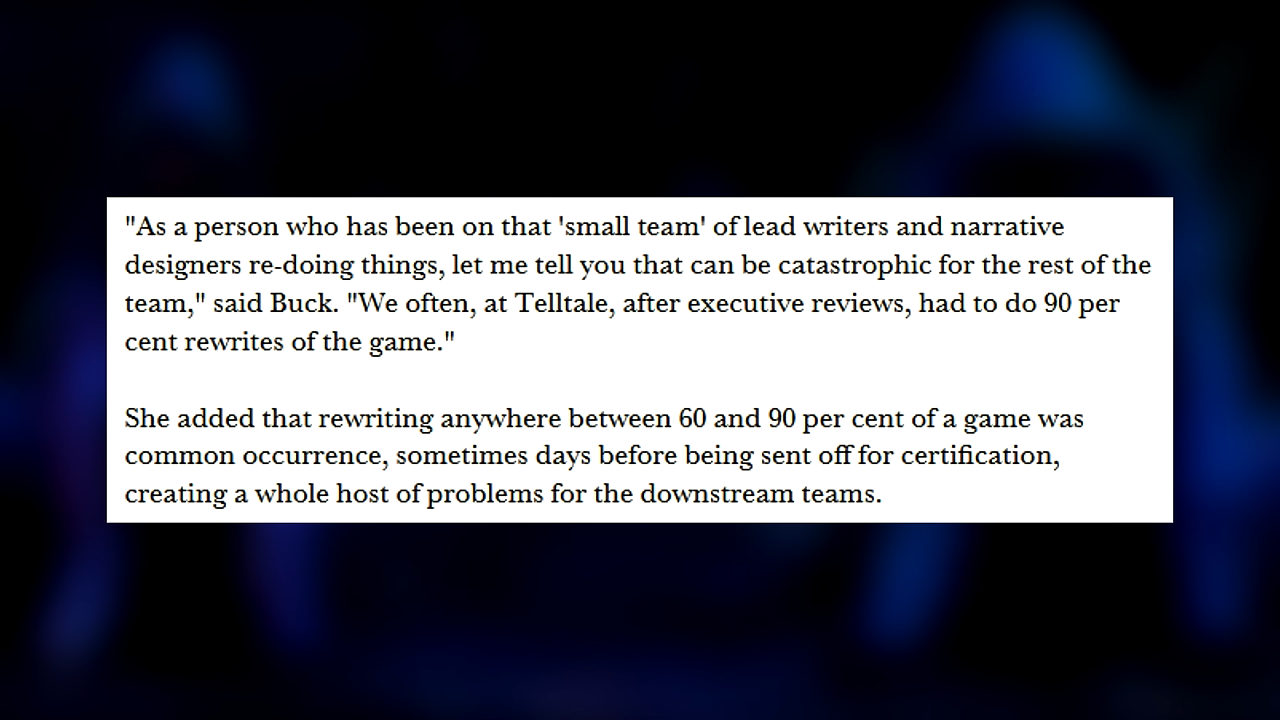 "As a person who has been on that 'small team' of lead writers and narrative
designers re-doing things, let me tell you that can be catastrophic for the rest of the
team," said Buck. "We often, at Telltale, after executive reviews, had to do 90 per
cent rewrites of the game."
She added that rewriting anywhere between 60 and 90 per cent of a game was
common occurrence, sometimes days before being sent off for certification,
creating a whole host of problems for the downstream teams.